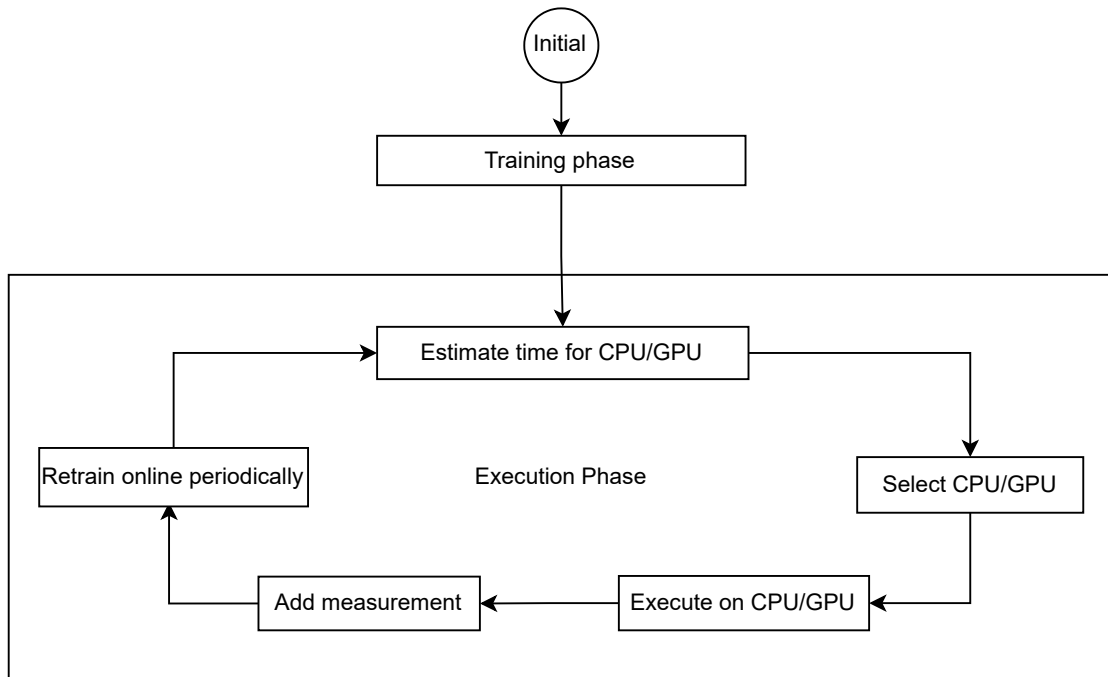 Initial
Training phase
Estimate time for CPU/GPU
Retrain online periodically
Execution Phase
Select CPU/GPU
Add measurement
Execute on CPU/GPU